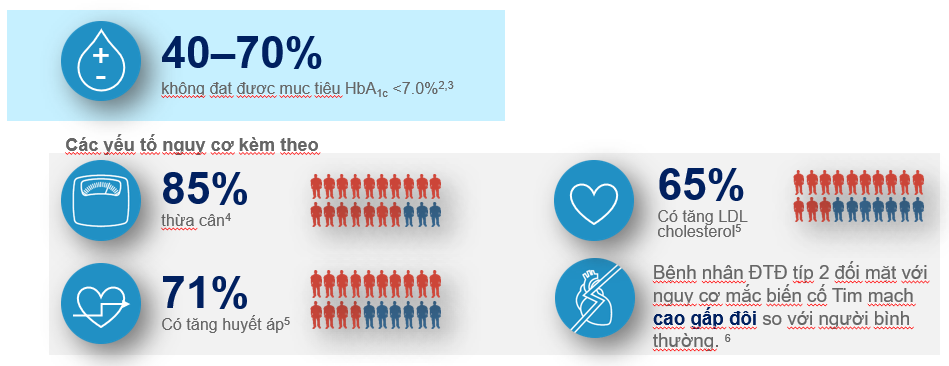 40–70%
không đạt được mục tiêu HbA1c <7.0%2,3
Các yếu tố nguy cơ kèm theo
85%
thừa cân4
65%
Có tăng LDL
cholesterol5
71%
Có tăng huyết áp5
Bệnh nhân ĐTĐ típ 2 đối mặt với
nguy cơ mắc biến cố Tim mạch
cao gấp đôi so với người bình
thường. 6